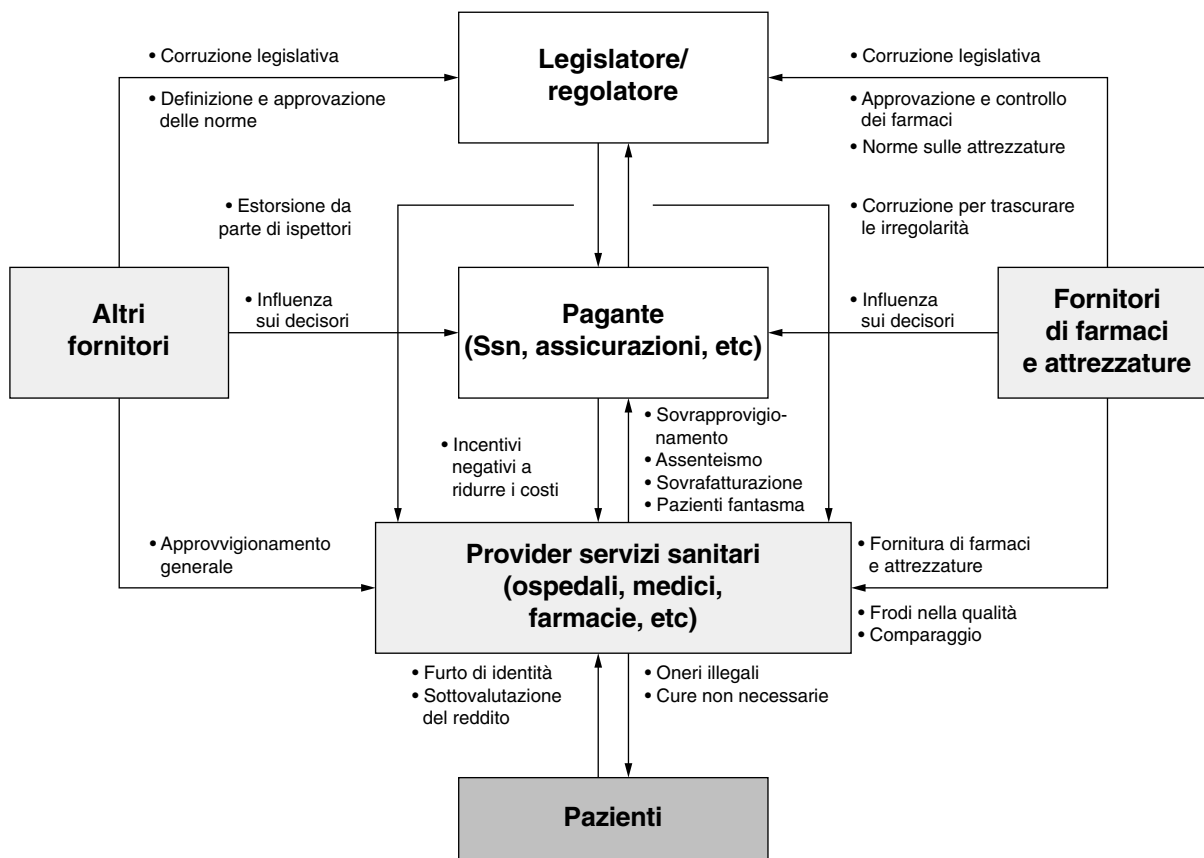 • Corruzione legislativa
• Definizione e approvazione
delle norme
Legislatore/
regolatore
• Corruzione legislativa
• Approvazione e controllo
dei farmaci
• Norme sulle attrezzature
• Estorsione da
parte di ispettori
• Corruzione per trascurare
le irregolarità
Altri
fornitori
• Influenza
sui decisori
Pagante
(Ssn, assicurazioni, etc)
• Influenza
sui decisori
Fornitori
di farmaci
e attrezzature
• Incentivi
negativi a
ridurre i costi
• Sovrapprovigio-
namento
• Assenteismo
• Sovrafatturazione
• Pazienti fantasma
• Approvvigionamento
generale
Provider servizi sanitari
(ospedali, medici,
farmacie, etc)
• Fornitura di farmaci
e attrezzature
• Frodi nella qualità
• Comparaggio
• Furto di identità
• Sottovalutazione
del reddito
• Oneri illegali
• Cure non necessarie
Pazienti